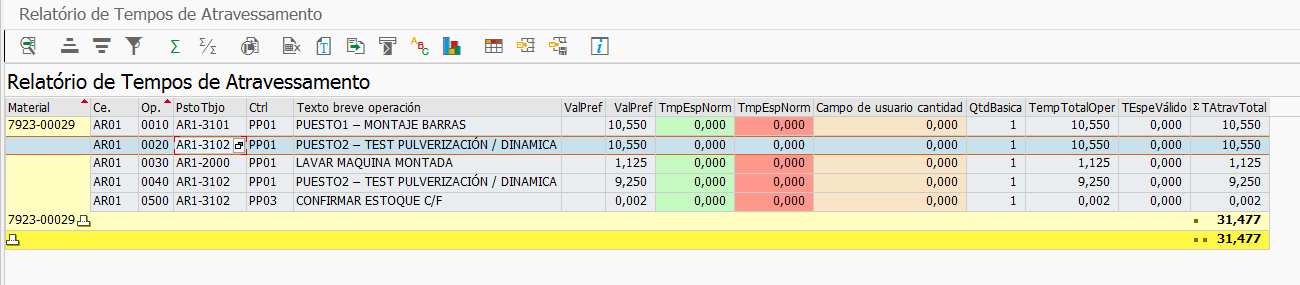 Relatório de Tempos de Atravessamento
Relatório de Tempos de Atravessamento
Material Ce. Op. PstoTbjo Ctrl Texto breve operación ValPref ValPref TmpEspNorm TmpEspNorm Campo de usuario cantidad QtdBasica TempTotalOper TEspeVálido Σ TAtravTotal
7923-00029 AR01 0010 AR1-3101 PP01 PUESTO1 – MONTAJE BARRAS 10,550 0,000 0,000 0,000 1 10,550 0,000 10,550
AR01 0020 AR1-3102 PP01 PUESTO2 – TEST PULVERIZACIÓN / DINAMICA 10,550 0,000 0,000 0,000 1 10,550 0,000 10,550
AR01 0030 AR1-2000 PP01 LAVAR MAQUINA MONTADA 1,125 0,000 0,000 0,000 1 1,125 0,000 1,125
AR01 0040 AR1-3102 PP01 PUESTO2 – TEST PULVERIZACIÓN / DINAMICA 9,250 0,000 0,000 0,000 1 9,250 0,000 9,250
AR01 0500 AR1-3102 PP03 CONFIRMAR ESTOQUE C/F 0,002 0,000 0,000 0,000 1 0,002 0,000 0,002
7923-00029 31,477
31,477